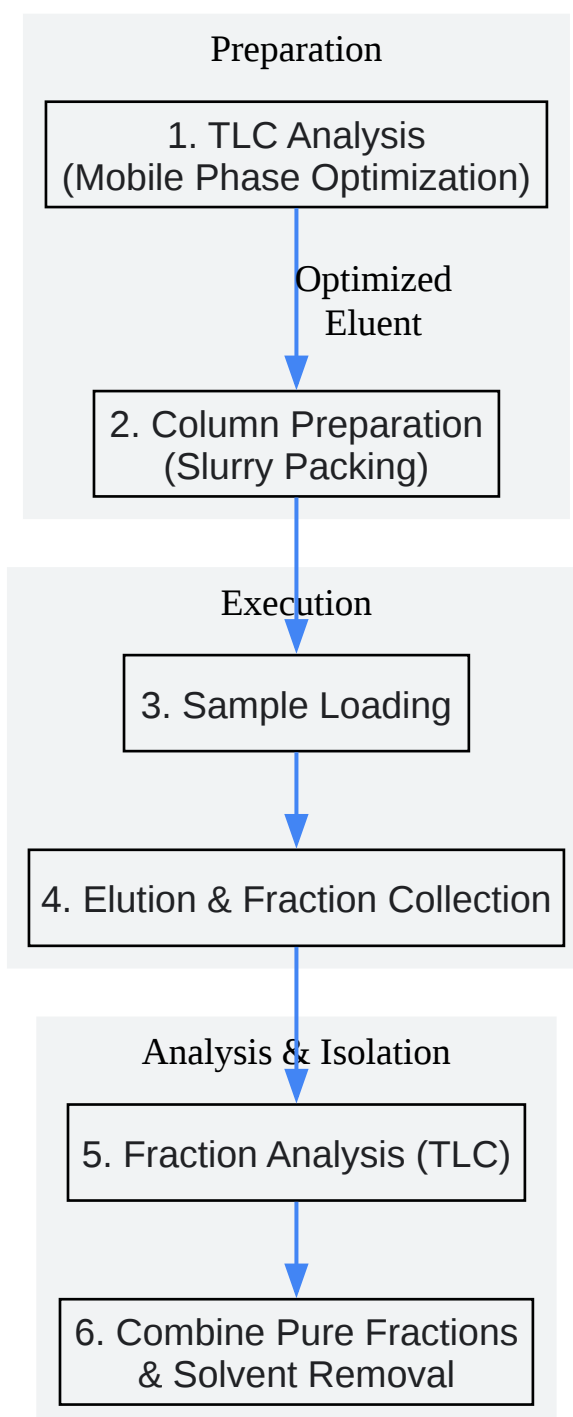 Preparation
1. TLC Analysis
(Mobile Phase Optimization)
Optimized
Eluent
2. Column Preparation
(Slurry Packing)
Execution
3. Sample Loading
4. Elution & Fraction Collection
Analysis & Isolation
5. Fraction Analysis (TLC)
6. Combine Pure Fractions
& Solvent Removal